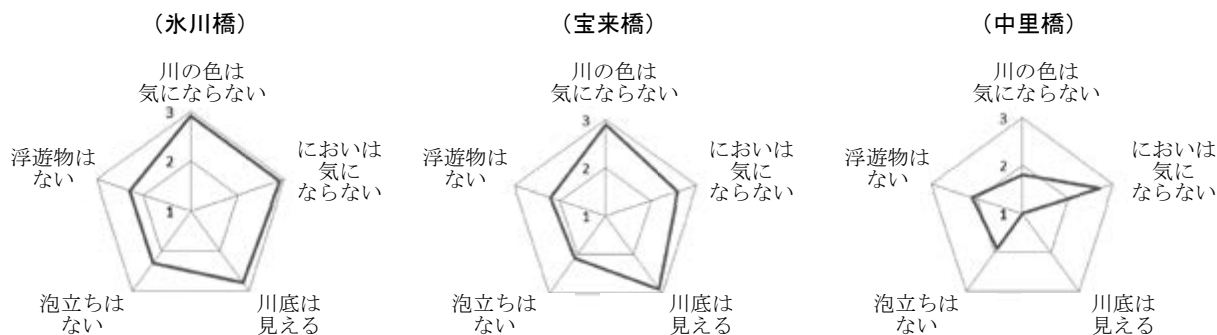 （氷川橋）
川の色は
気にならない
3
2
1
においは
気に
ならない
川底は
見える
泡立ちは
ない
浮遊物は
ない
（宝来橋）
川の色は
気にならない
3
2
1
においは
気に
ならない
川底は
見える
泡立ちは
ない
浮遊物は
ない
（中里橋）
川の色は
気にならない
3
2
1
においは
気に
ならない
川底は
見える
泡立ちは
ない
浮遊物は
ない